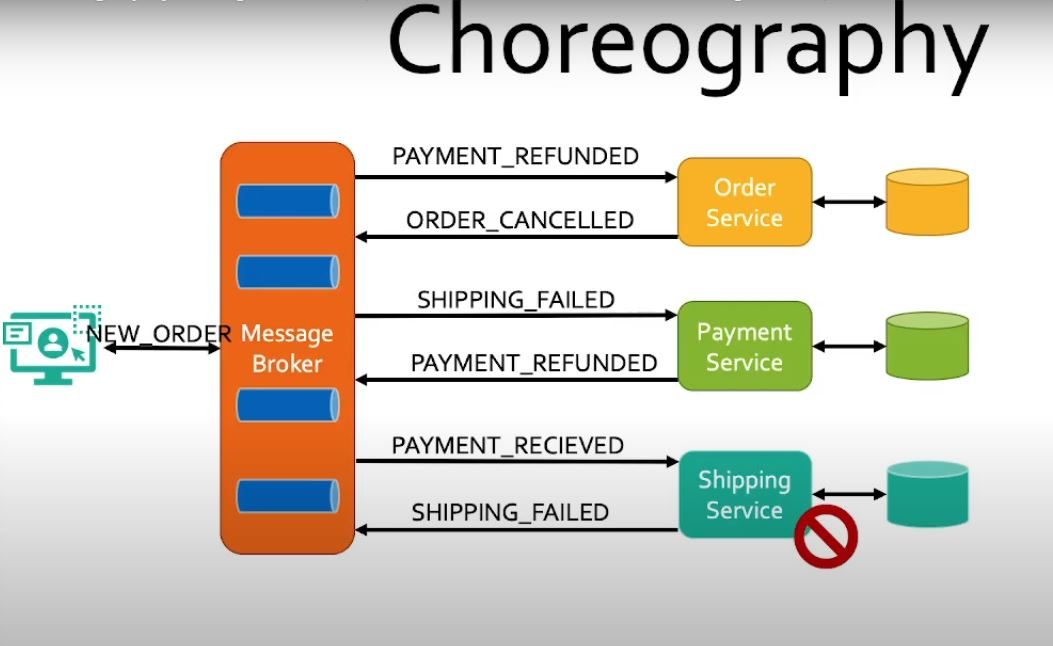 Choreography
PAYMENT_REFUNDED
Order
Service
ORDER_CANCELLED
SHIPPING_FAILED
NEW_ORDER
Message
Broker
Payment
Service
PAYMENT_REFUNDED
PAYMENT_RECIEVED
Shipping
Service
SHIPPING_FAILED